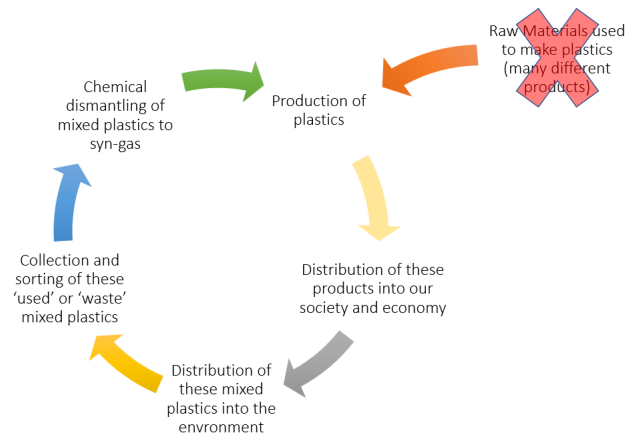 Raw Materials used
to make plastics
(many different
products)
Chemical
dismantling of
mixed plastics to
syn-gas
Production of
plastics
Distribution of these
products into our
society and economy
Collection and
sorting of these
‘used’ or ‘waste’
mixed plastics
Distribution of
these mixed
plastics into the
environment